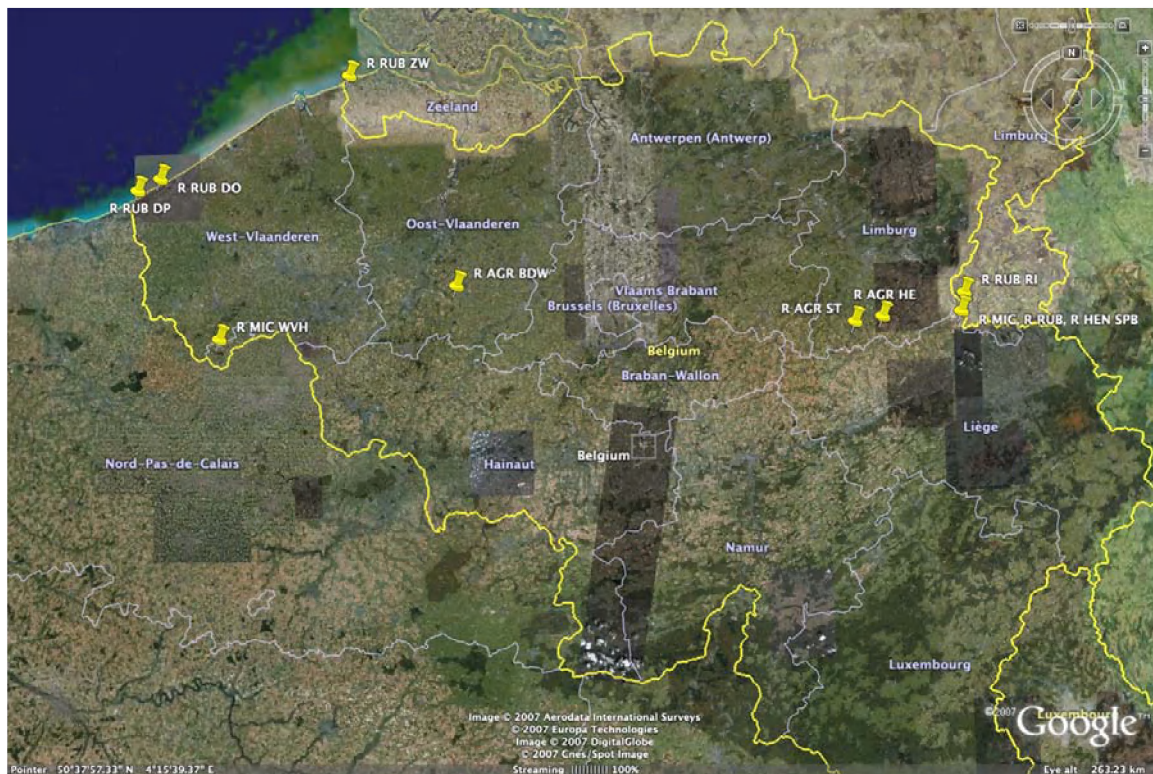 N
R RUB ZW
Zeeland
Antwerpen (Antwerp)
Limburg
R RUB DO
R RUB DP
West-Vlaanderen
Oost-Vlaanderen
Limburg
R AGR BDW
Vlaams Brabant
Brussels (Bruxelles)
R AGR ST
R AGR HE
R RUB RI
R MIC, R RUB, R HEN SPB
R MIC WVH
Belgium
Braban-Wallon
Liège
Nord-Pas-de-Calais
Hainaut
Belgium
Namur
Luxembourg
Image © 2007 Aerodata International Surveys
© 2007 Europa Technologies
Image © 2007 DigitalGlobe
© 2007 Cnes/Spot Image
©2007 Google™
Luxembourg
Pointer 50°37'57.33" N 4°15'39.37" E
Streaming 100%
Eye alt 263.23 km